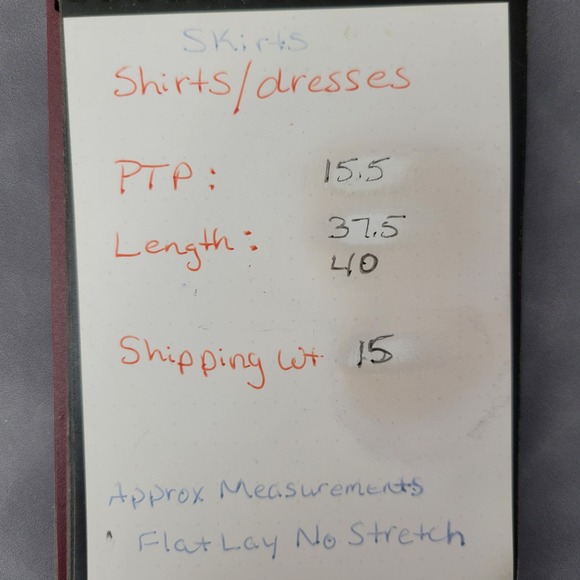 Skirts
Shirts/dresses
PTP: 15.5
Length: 37.5
40
Shipping wt 15
Approx Measurements
Flat Lay No Stretch